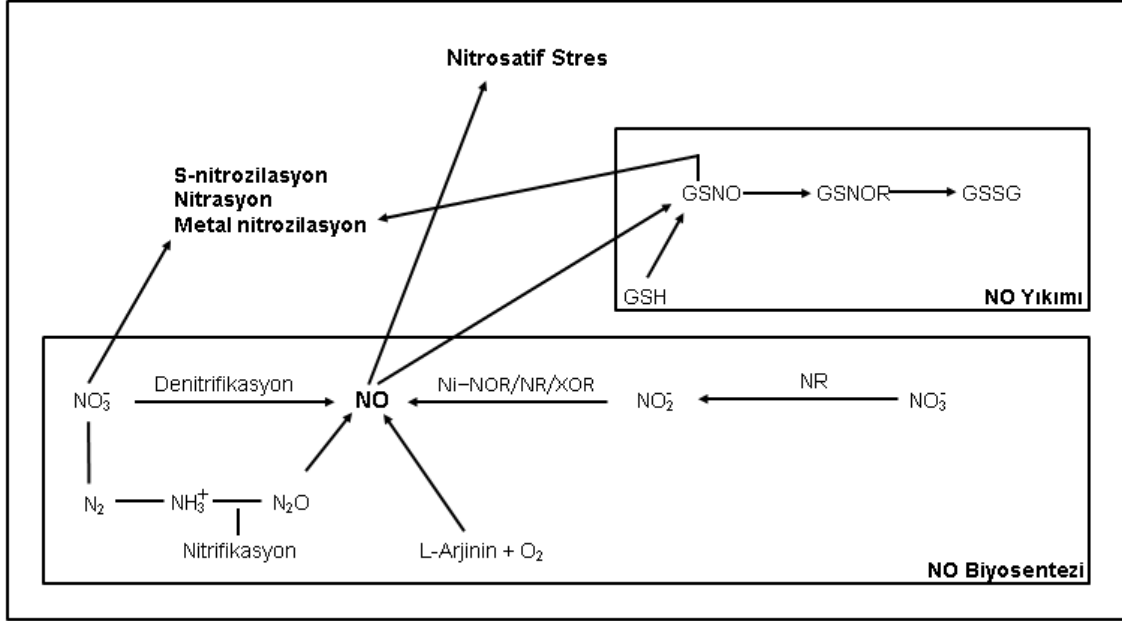 Nitrosatif Stres
S-nitrozilasyon
Nitrasyon
Metal nitrozilasyon
GSNO
GSNOR
GSSG
GSH
NO Yıkımı
Denitrifikasyon
Ni–NOR/NR/XOR
NR
NO₃⁻
NO
NO₂⁻
NO₃⁻
N₂
NH₃⁺
N₂O
Nitrifikasyon
L-Arjinin + O₂
NO Biyosentezi